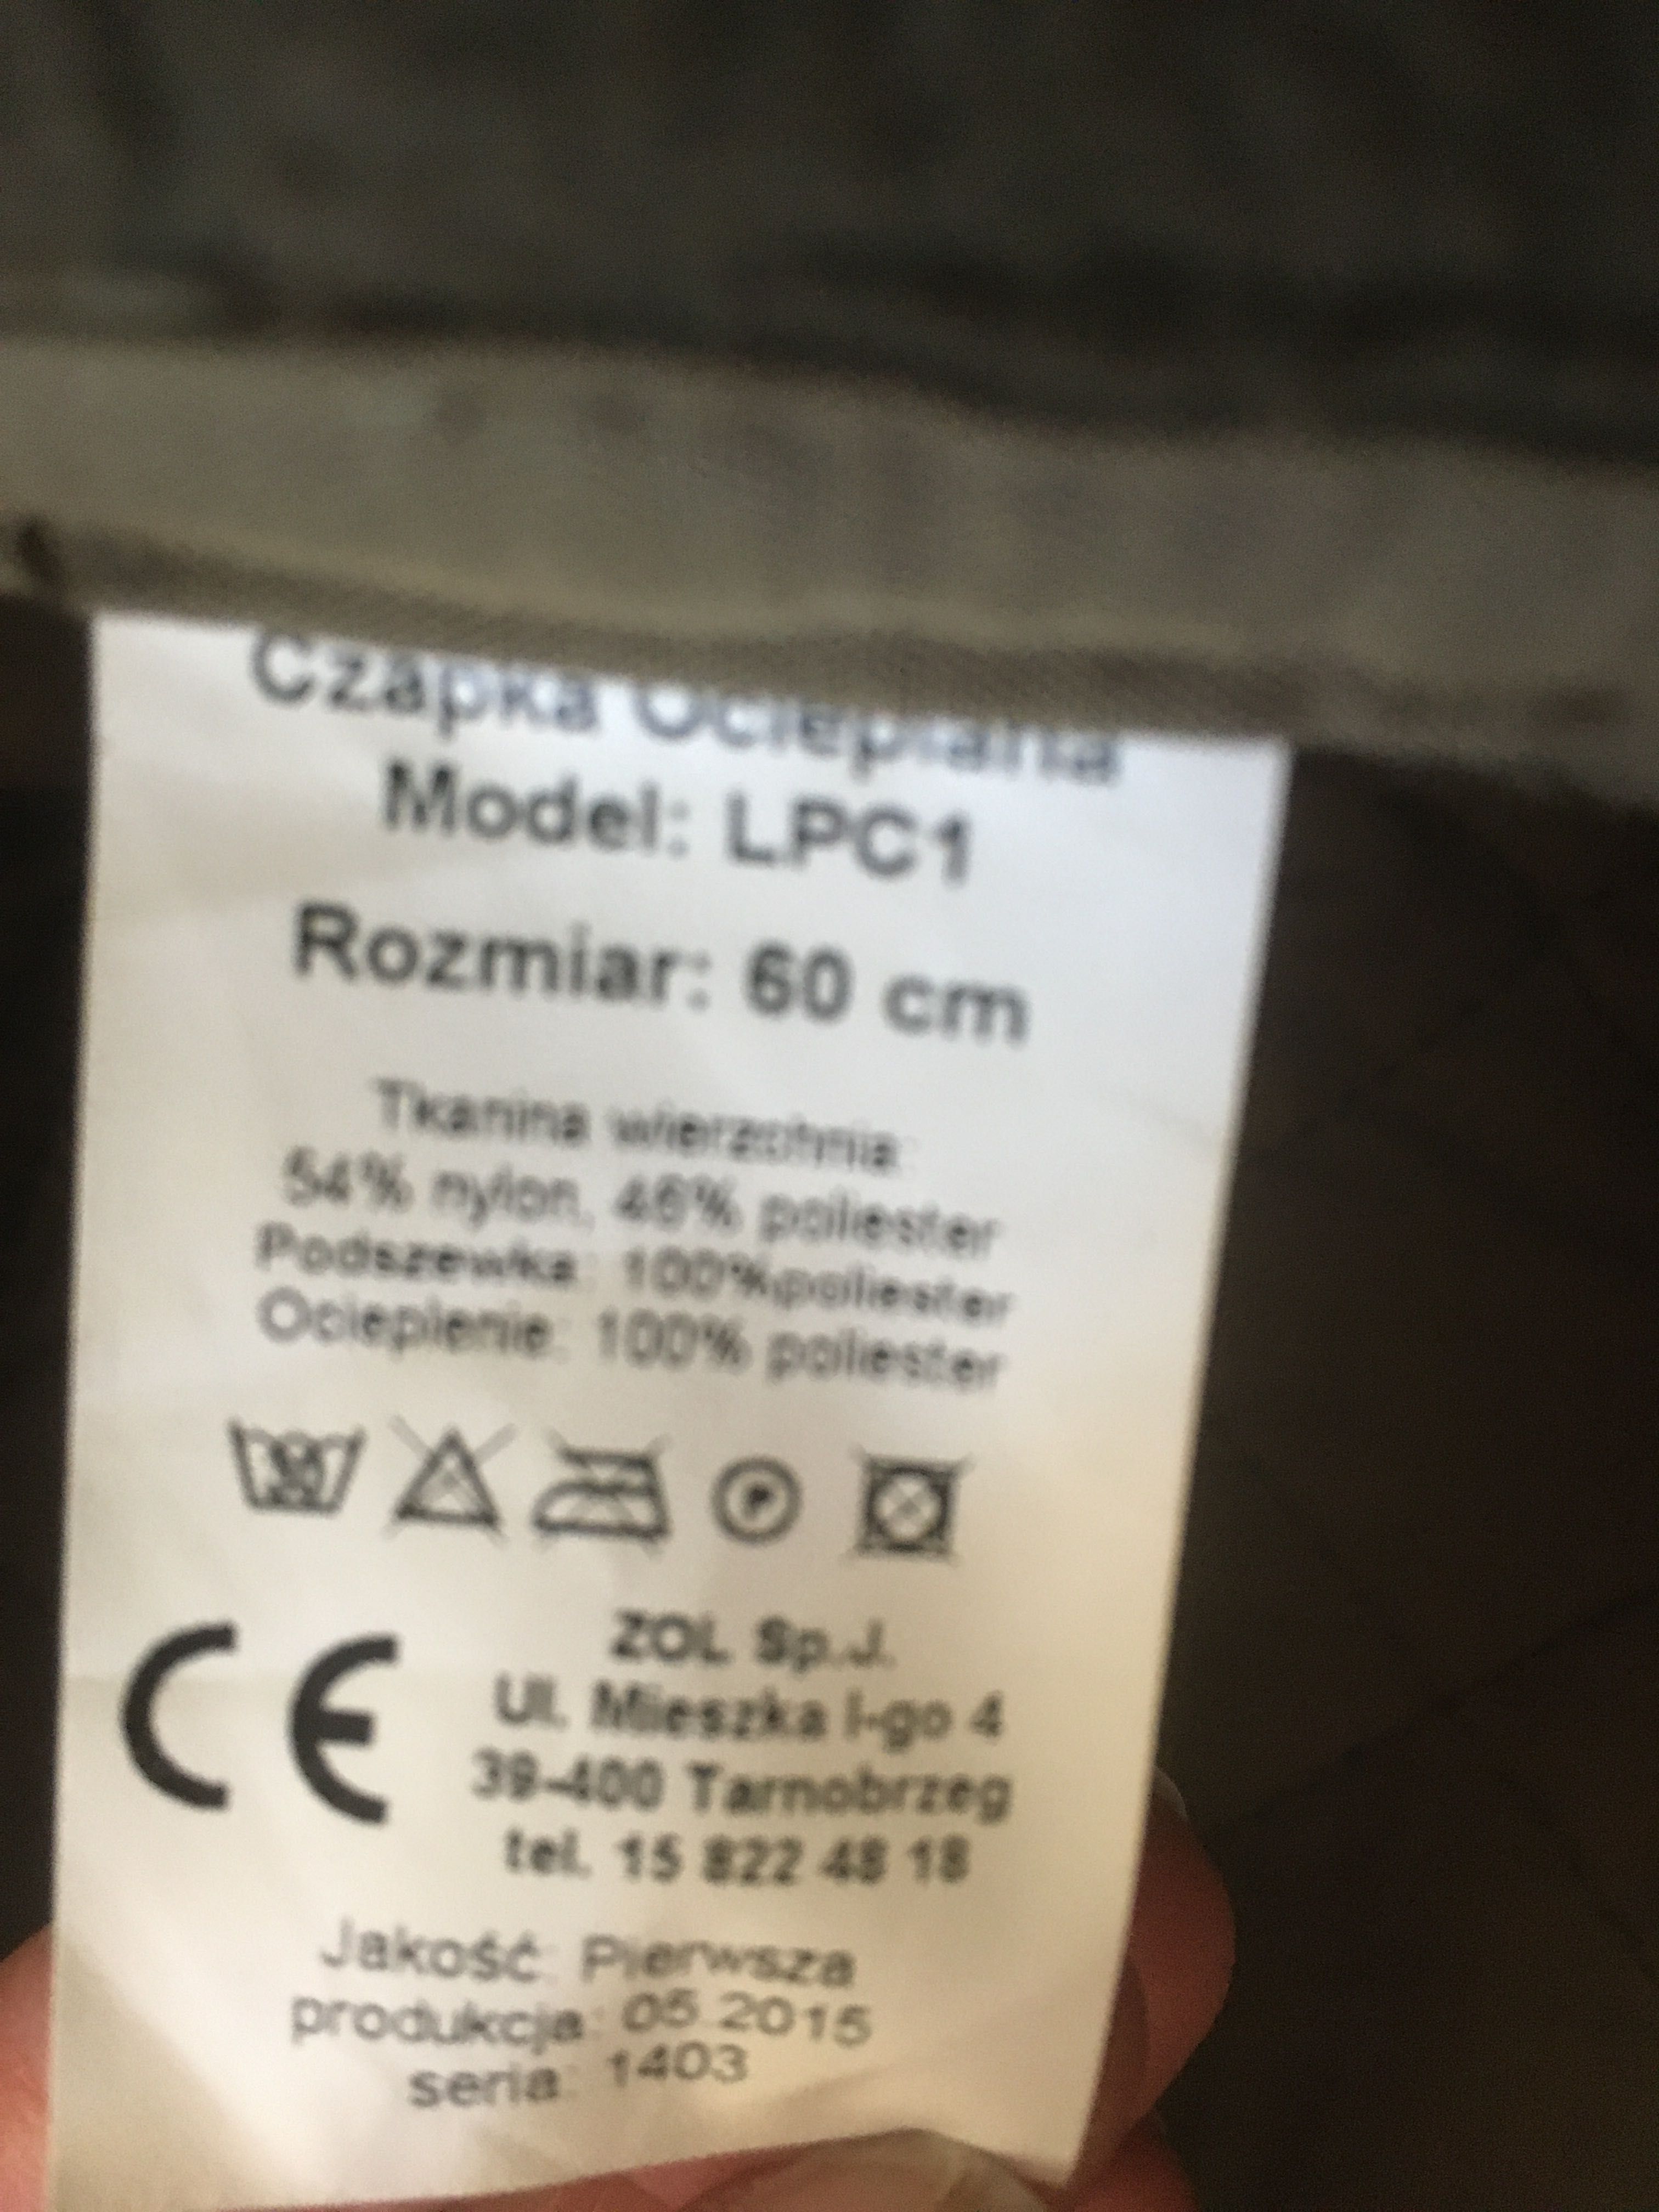 Czapka Ocieplana
Model: LPC1
Rozmiar: 60 cm
Tkanina wierzchnia:
54% nylon, 46% poliester
Podszewka: 100%poliester
Ocieplenie: 100% poliester
30 P
CE
ZOL Sp.J.
Ul. Mieszka I-go 4
39-400 Tarnobrzeg
tel. 15 822 48 18
Jakość: Pierwsza
produkcja: 05.2015
seria: 1403